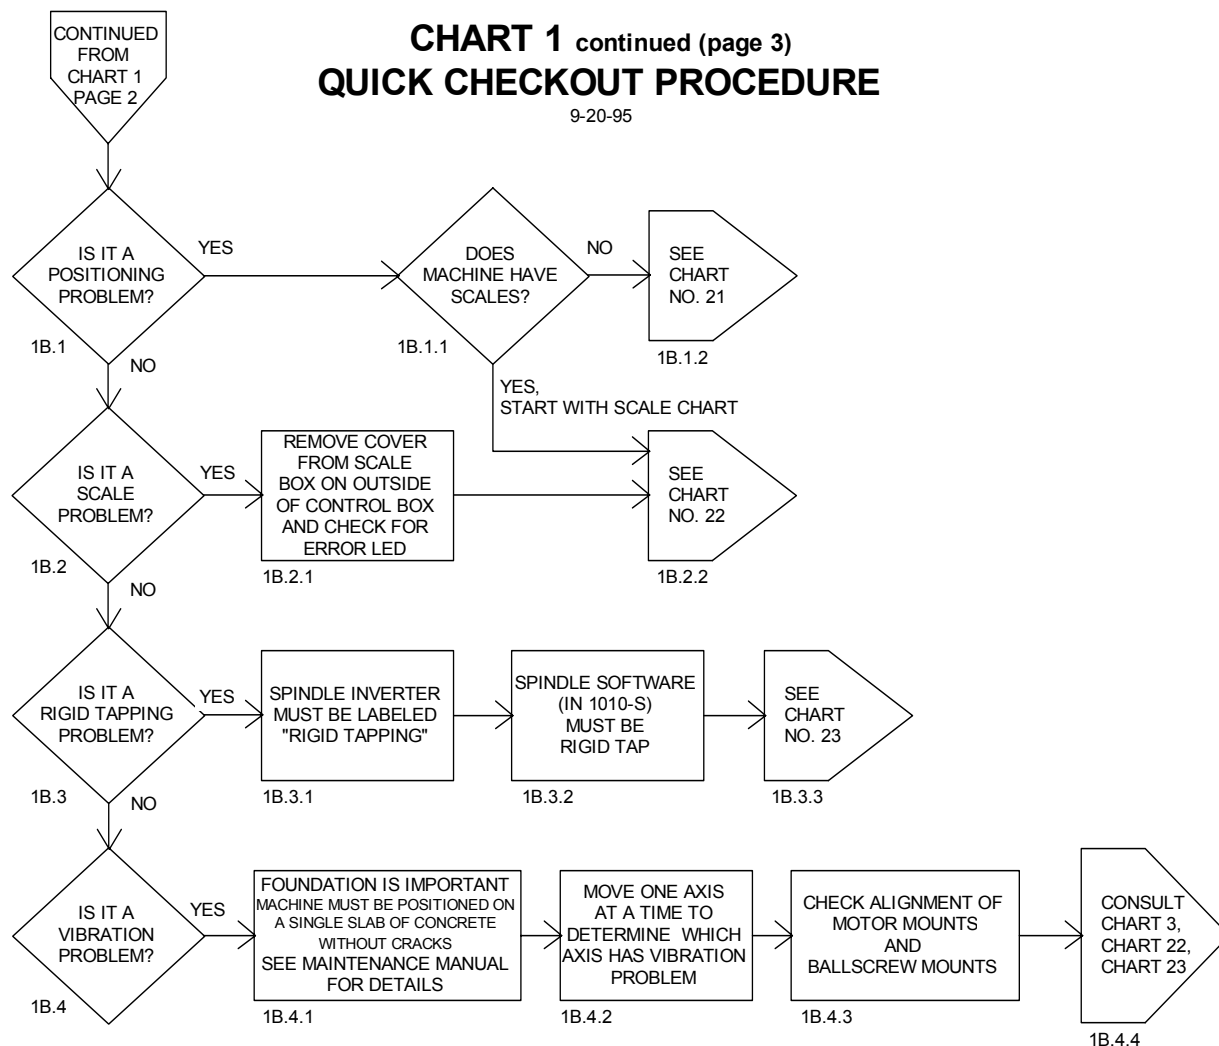 CONTINUED
FROM
CHART 1
PAGE 2
CHART 1 continued (page 3)
QUICK CHECKOUT PROCEDURE
9-20-95
IS IT A
POSITIONING
PROBLEM?
1B.1
YES
NO
DOES
MACHINE HAVE
SCALES?
1B.1.1
NO
SEE
CHART
NO. 21
1B.1.2
YES,
START WITH SCALE CHART
IS IT A
SCALE
PROBLEM?
1B.2
YES
NO
REMOVE COVER
FROM SCALE
BOX ON OUTSIDE
OF CONTROL BOX
AND CHECK FOR
ERROR LED
1B.2.1
SEE
CHART
NO. 22
1B.2.2
IS IT A
RIGID TAPPING
PROBLEM?
1B.3
YES
NO
SPINDLE INVERTER
MUST BE LABELED
"RIGID TAPPING"
1B.3.1
SPINDLE SOFTWARE
(IN 1010-S)
MUST BE
RIGID TAP
1B.3.2
SEE
CHART
NO. 23
1B.3.3
IS IT A
VIBRATION
PROBLEM?
1B.4
YES
FOUNDATION IS IMPORTANT
MACHINE MUST BE POSITIONED ON
A SINGLE SLAB OF CONCRETE
WITHOUT CRACKS
SEE MAINTENANCE MANUAL
FOR DETAILS
1B.4.1
MOVE ONE AXIS
AT A TIME TO
DETERMINE WHICH
AXIS HAS VIBRATION
PROBLEM
1B.4.2
CHECK ALIGNMENT OF
MOTOR MOUNTS
AND
BALLSCREW MOUNTS
1B.4.3
CONSULT
CHART 3,
CHART 22,
CHART 23
1B.4.4